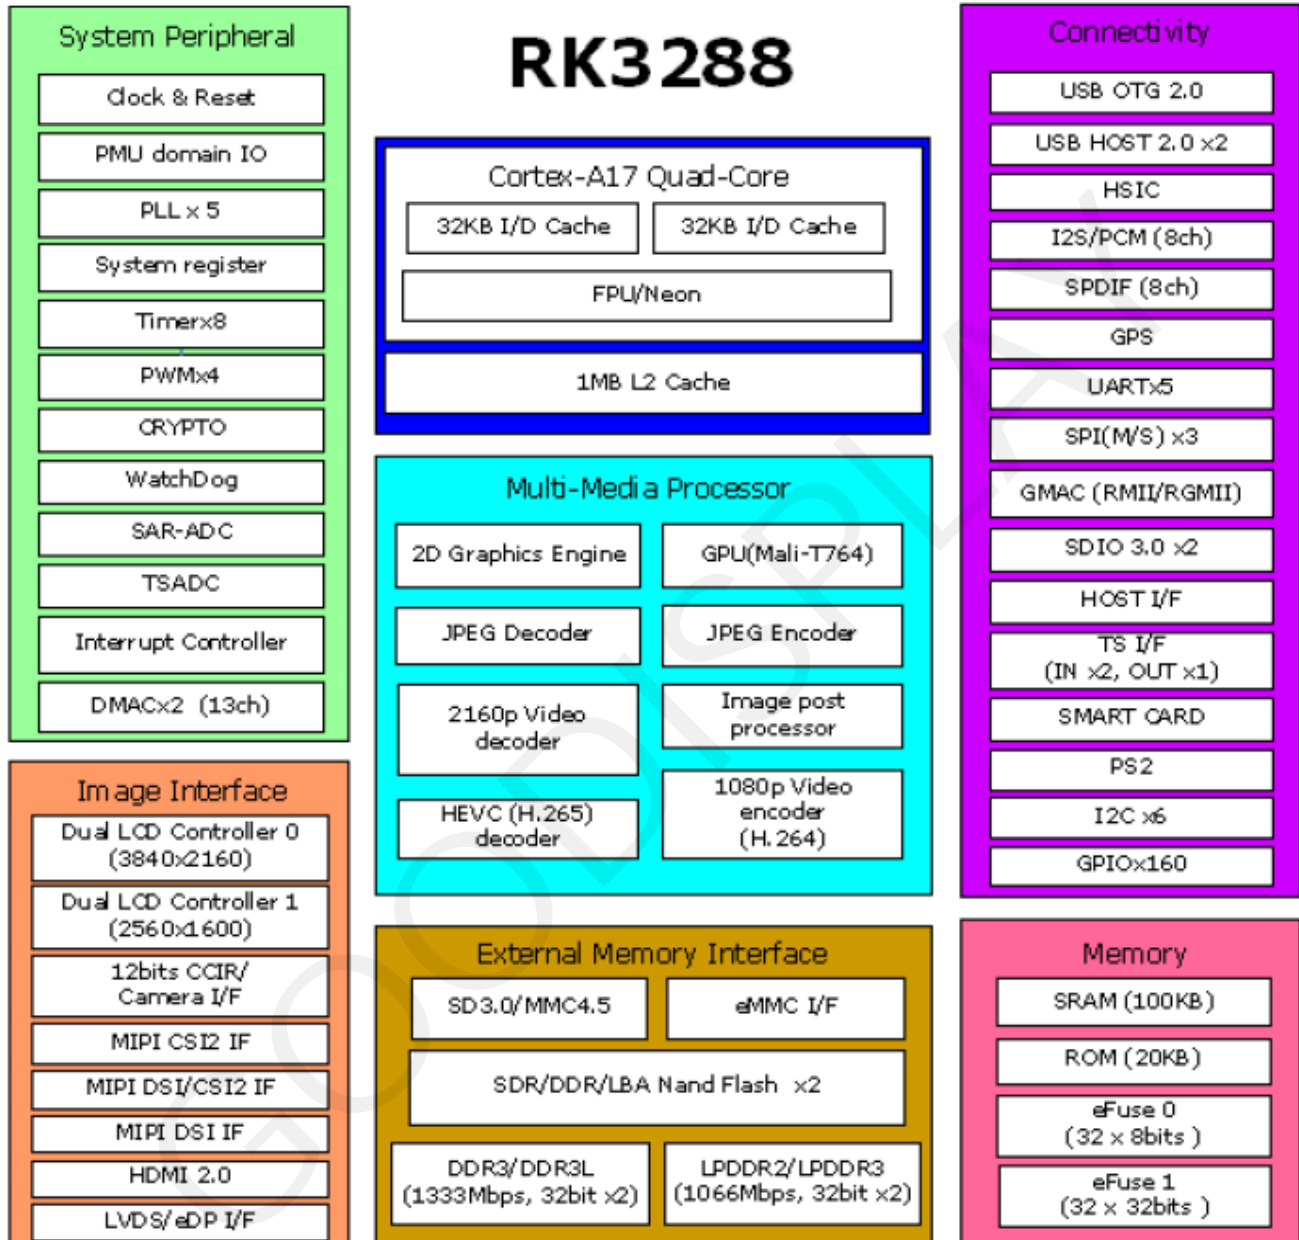 System Peripheral
Clock & Reset
PMU domain IO
PLL x 5
System register
Timerx8
PWMx4
CRYPTO
WatchDog
SAR-ADC
TSADC
Interrupt Controller
DMACx2 (13ch)
Image Interface
Dual LCD Controller 0
(3840x2160)
Dual LCD Controller 1
(2560x1600)
12bits CCIR/
Camera I/F
MIPI CSI2 IF
MIPI DSI/CSI2 IF
MIPI DSI IF
HDMI 2.0
LVDS/eDP I/F
RK3288
Cortex-A17 Quad-Core
32KB I/D Cache
32KB I/D Cache
FPU/Neon
1MB L2 Cache
Multi-Media Processor
2D Graphics Engine
GPU(Mali-T764)
JPEG Decoder
JPEG Encoder
2160p Video
decoder
Image post
processor
HEVC (H.265)
decoder
1080p Video
encoder
(H.264)
External Memory Interface
SD3.0/MMC4.5
eMMC I/F
SDR/DDR/LBA Nand Flash x2
DDR3/DDR3L
(1333Mbps, 32bit x2)
LPDDR2/LPDDR3
(1066Mbps, 32bit x2)
Connectivity
USB OTG 2.0
USB HOST 2.0 x2
HSIC
I2S/PCM (8ch)
SPDIF (8ch)
GPS
UARTx5
SPI(M/S) x3
GMAC (RMII/RGMII)
SDIO 3.0 x2
HOST I/F
TS I/F
(IN x2, OUT x1)
SMART CARD
PS2
I2C x6
GPIOx160
Memory
SRAM (100KB)
ROM (20KB)
eFuse 0
(32 x 8bits )
eFuse 1
(32 x 32bits )
GOODISPLAY